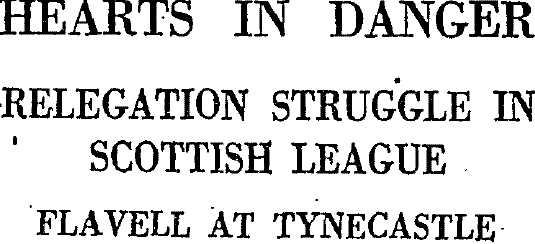 HEARTS IN DANGER
RELEGATION STRUGGLE IN
SCOTTISH LEAGUE
FLAVELL AT TYNECASTLE